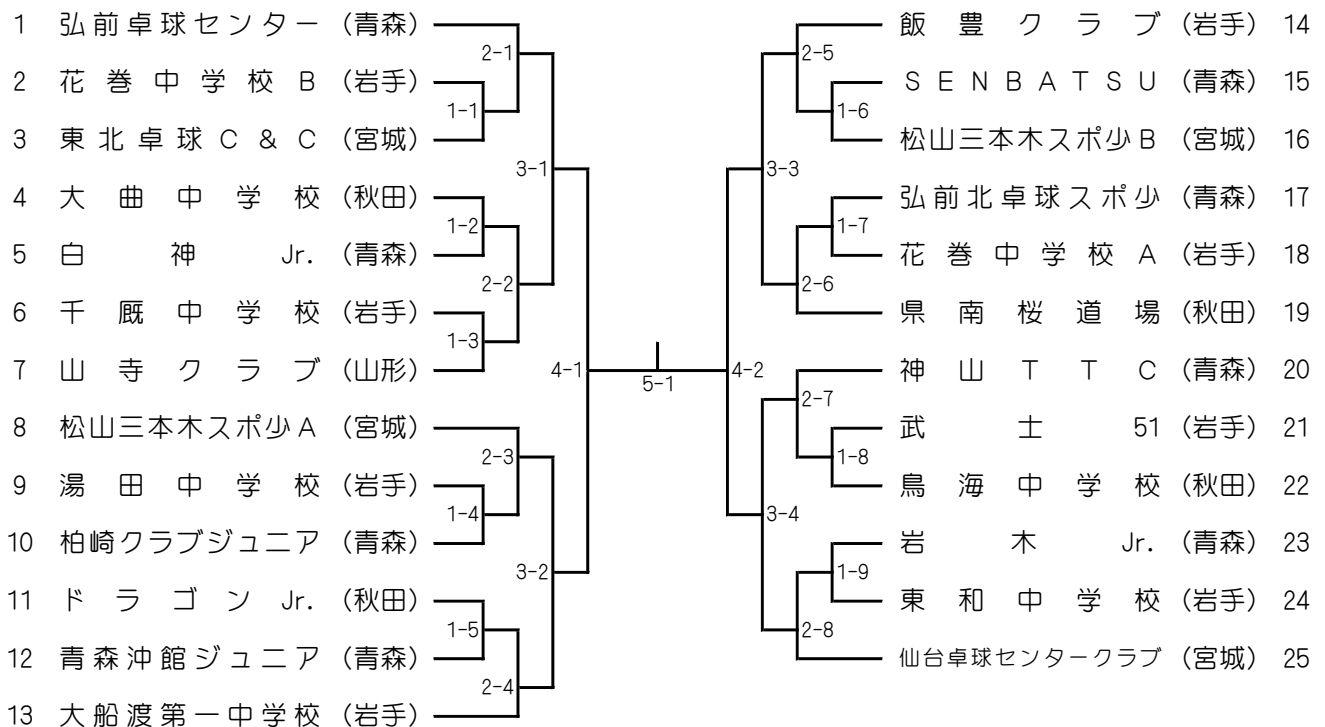 1 弘前卓球センター (青森)
2 花巻中学校B (岩手)
3 東北卓球C&C (宮城)
4 大曲中学校 (秋田)
5 白神Jr. (青森)
6 千厩中学校 (岩手)
7 山寺クラブ (山形)
8 松山三本木スポ少A (宮城)
9 湯田中学校 (岩手)
10 柏崎クラブジュニア (青森)
11 ドラゴンJr. (秋田)
12 青森沖館ジュニア (青森)
13 大船渡第一中学校 (岩手)
1-1
1-2
1-3
1-4
1-5
2-1
2-2
2-3
2-4
3-1
3-2
4-1
5-1
4-2
3-3
3-4
2-5
2-6
2-7
2-8
1-6
1-7
1-8
1-9
飯豊クラブ (岩手) 14
SENBATSU (青森) 15
松山三本木スポ少B (宮城) 16
弘前北卓球スポ少 (青森) 17
花巻中学校A (岩手) 18
県南桜道場 (秋田) 19
神山TTC (青森) 20
武士51 (岩手) 21
鳥海中学校 (秋田) 22
岩木Jr. (青森) 23
東和中学校 (岩手) 24
仙台卓球センタークラブ (宮城) 25